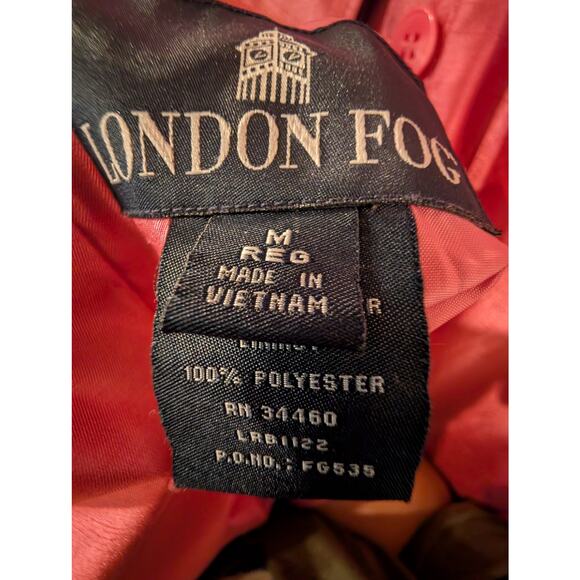 LONDON FOG
M
REG
MADE IN
VIETNAM
R
100% POLYESTER
RN 34460
LRB1122
P.O.NO.: FG535